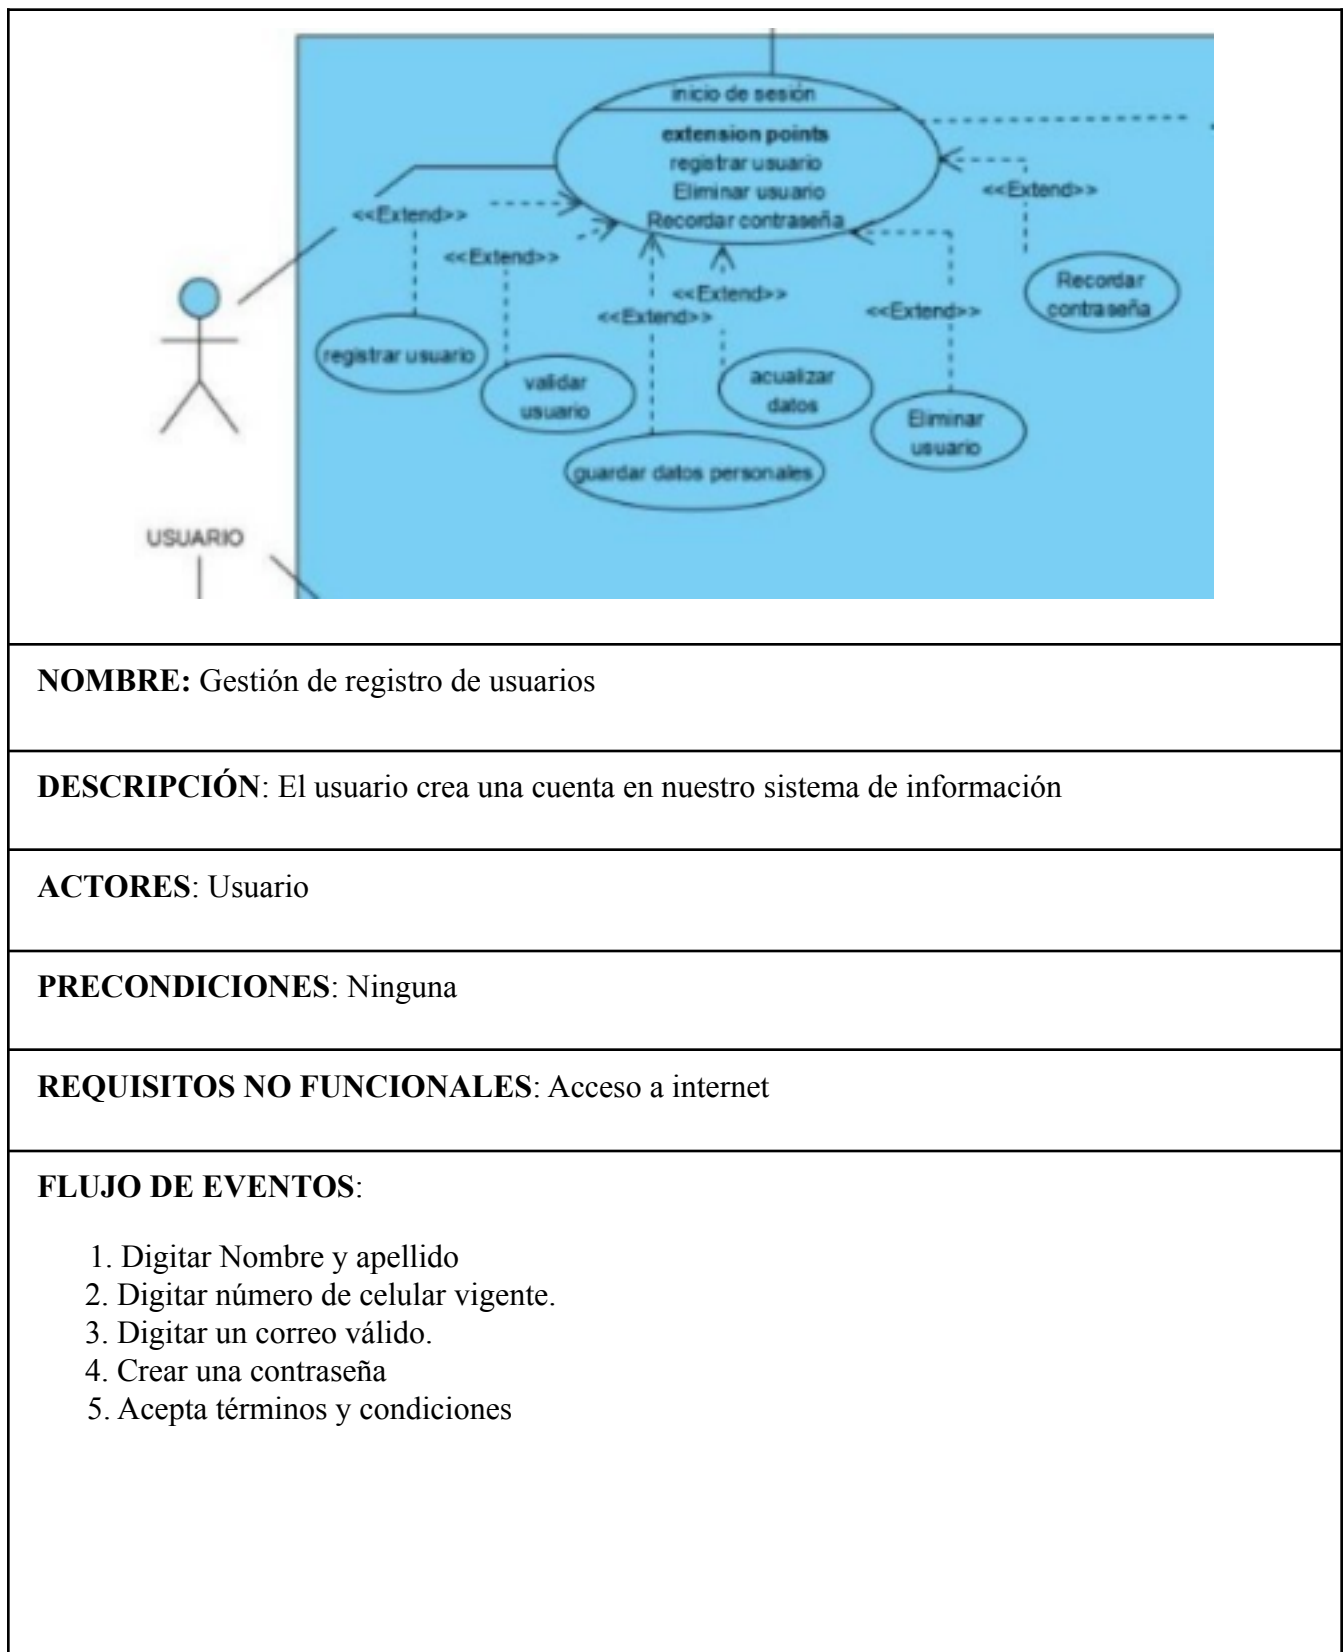 inicio de sesión
extension points
registrar usuario
Eliminar usuario
Recordar contraseña
<<Extend>>
<<Extend>>
<<Extend>>
<<Extend>>
<<Extend>>
<<Extend>>
Recordar
contraseña
registrar usuario
validar
usuario
acualizar
datos
Eliminar
usuario
guardar datos personales
USUARIO
NOMBRE: Gestión de registro de usuarios
DESCRIPCIÓN: El usuario crea una cuenta en nuestro sistema de información
ACTORES: Usuario
PRECONDICIONES: Ninguna
REQUISITOS NO FUNCIONALES: Acceso a internet
FLUJO DE EVENTOS:
1. Digitar Nombre y apellido
2. Digitar número de celular vigente.
3. Digitar un correo válido.
4. Crear una contraseña
5. Acepta términos y condiciones